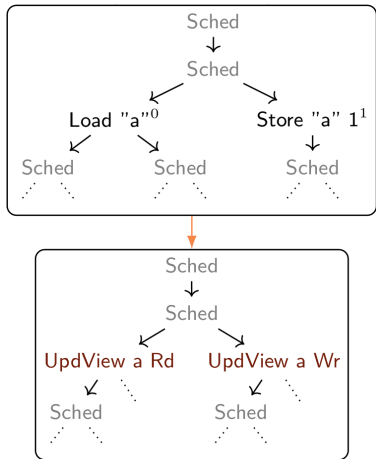 Sched
Sched
Load "a"⁰ Store "a" 1¹
Sched Sched Sched
Sched
Sched
UpdView a Rd UpdView a Wr
Sched Sched